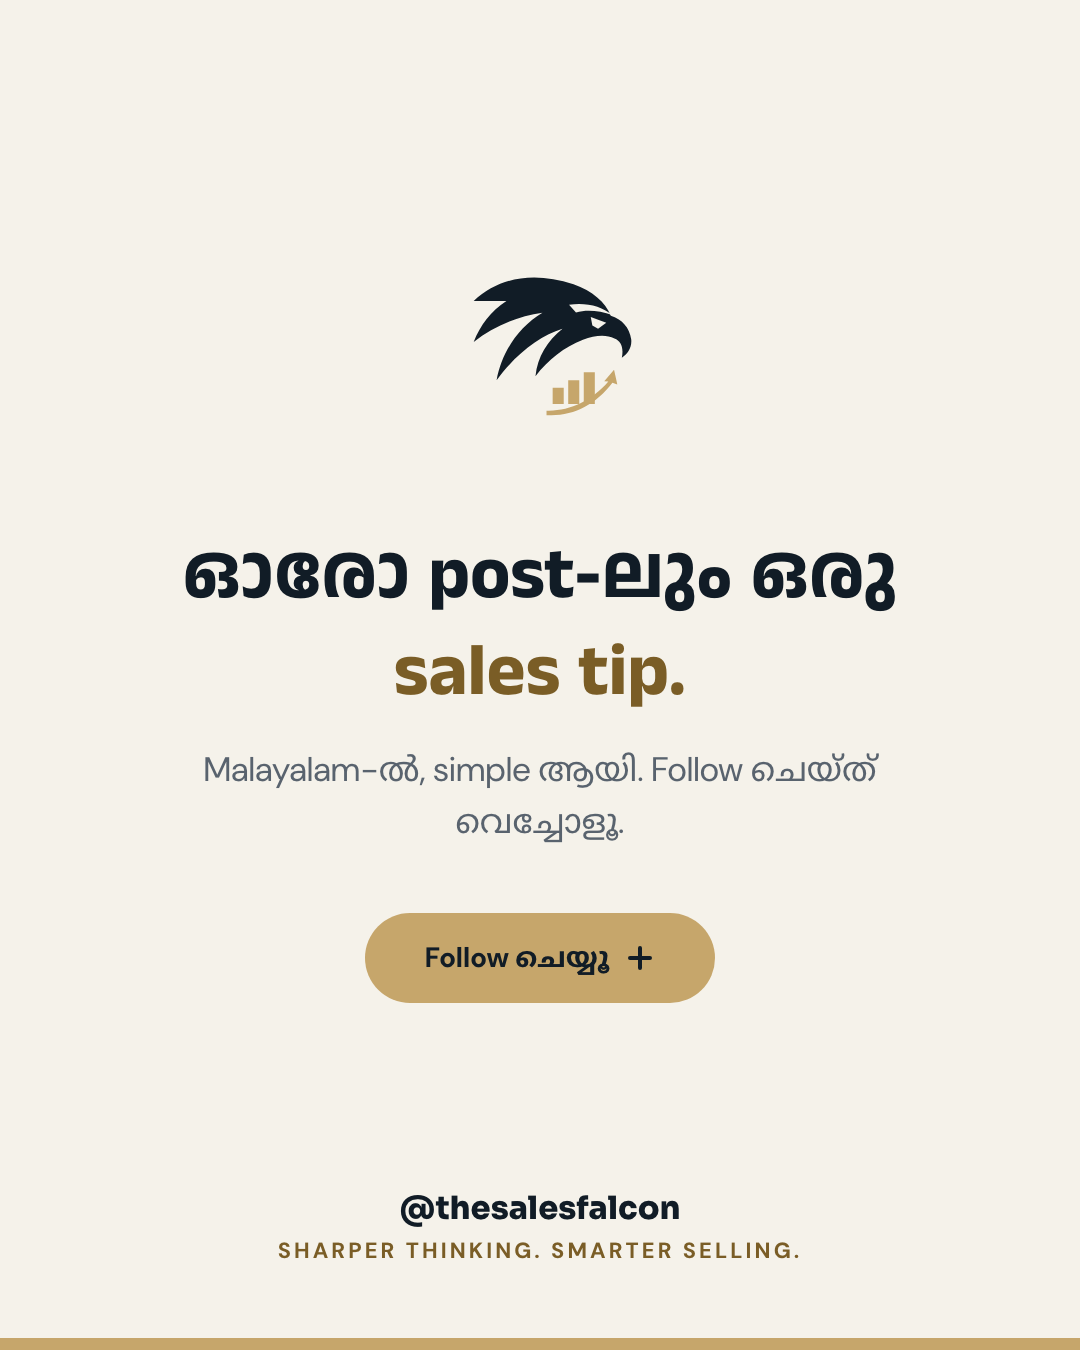 ഓരോ post-ലും ഒരു
sales tip.
Malayalam-ൽ, simple ആയി. Follow ചെയ്ത്
വെച്ചോളൂ.
Follow ചെയ്യൂ +
@thesalesfalcon
SHARPER THINKING. SMARTER SELLING.